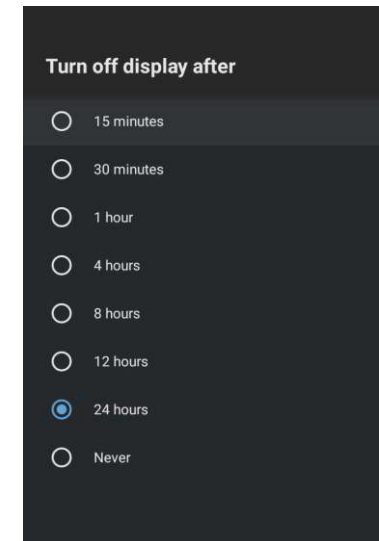 Turn off display after
15 minutes
30 minutes
1 hour
4 hours
8 hours
12 hours
24 hours
Never